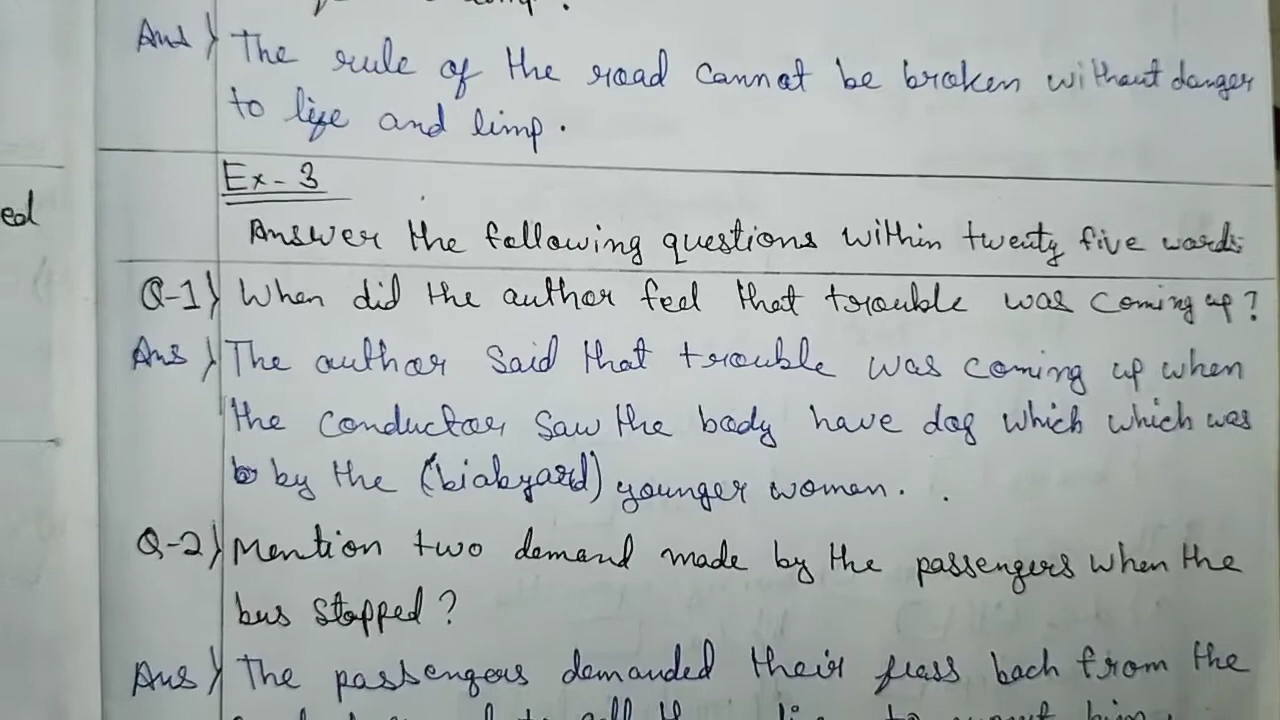 Ans} The rule of the road cannot be broken without danger
to life and limp.
Ex-3
Answer the following questions within twenty five words
ed
Q-1} When did the author feel that trouble was coming up?
Ans} The author said that trouble was coming up when
the conductor saw the body have dog which which was
by the (biabyard) younger women.
Q-2} Mention two demand made by the passengers when the
bus stopped?
Ans} The passengers demanded their back from the